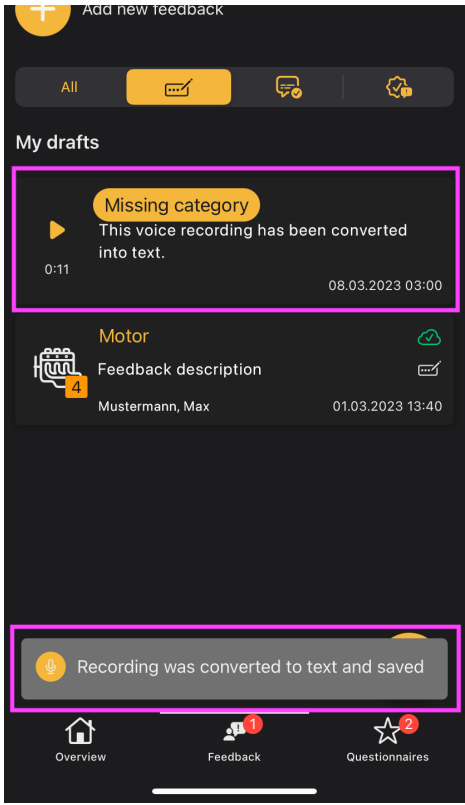 Add new feedback
All
My drafts
Missing category
This voice recording has been converted
into text.
0:11
08.03.2023 03:00
Motor
Feedback description
4
Mustermann, Max
01.03.2023 13:40
Recording was converted to text and saved
1
2
Overview
Feedback
Questionnaires